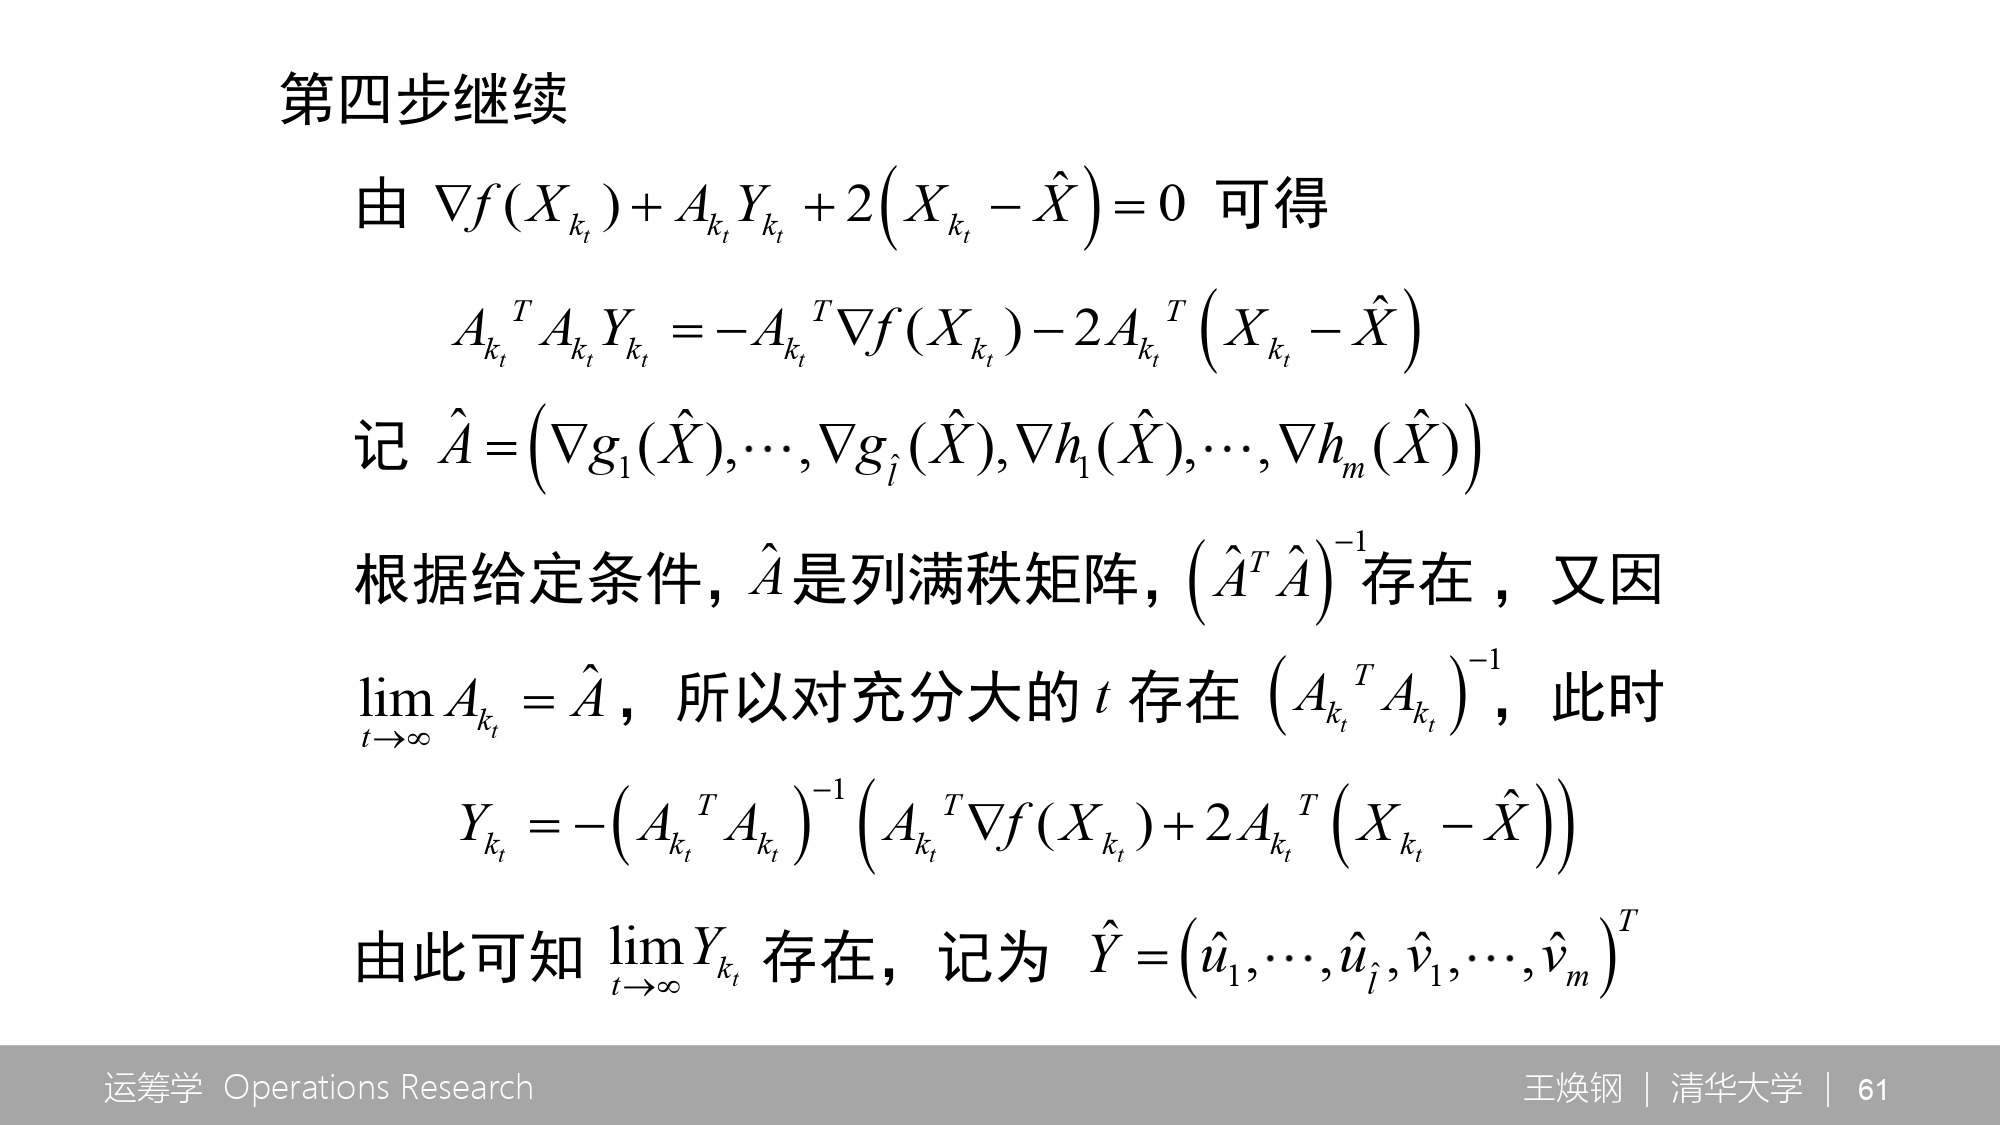 第四步继续
由 $\nabla f(X_{k_t}) + A_{k_t} Y_{k_t} + 2\left(X_{k_t} - \hat{X}\right) = 0$ 可得
$A_{k_t}{}^T A_{k_t} Y_{k_t} = -A_{k_t}{}^T \nabla f(X_{k_t}) - 2A_{k_t}{}^T \left(X_{k_t} - \hat{X}\right)$
记 $\hat{A} = \left(\nabla g_1(\hat{X}), \cdots, \nabla g_{\hat{l}}(\hat{X}), \nabla h_1(\hat{X}), \cdots, \nabla h_m(\hat{X})\right)$
根据给定条件，$\hat{A}$ 是列满秩矩阵，$\left(\hat{A}^T \hat{A}\right)^{-1}$ 存在，又因
$\lim_{t \to \infty} A_{k_t} = \hat{A}$，所以对充分大的 $t$ 存在 $\left(A_{k_t}{}^T A_{k_t}\right)^{-1}$，此时
$Y_{k_t} = -\left(A_{k_t}{}^T A_{k_t}\right)^{-1} \left(A_{k_t}{}^T \nabla f(X_{k_t}) + 2A_{k_t}{}^T \left(X_{k_t} - \hat{X}\right)\right)$
由此可知 $\lim_{t \to \infty} Y_{k_t}$ 存在，记为 $\hat{Y} = \left(\hat{u}_1, \cdots, \hat{u}_{\hat{l}}, \hat{v}_1, \cdots, \hat{v}_m\right)^T$
运筹学 Operations Research
王焕钢 | 清华大学 | 61